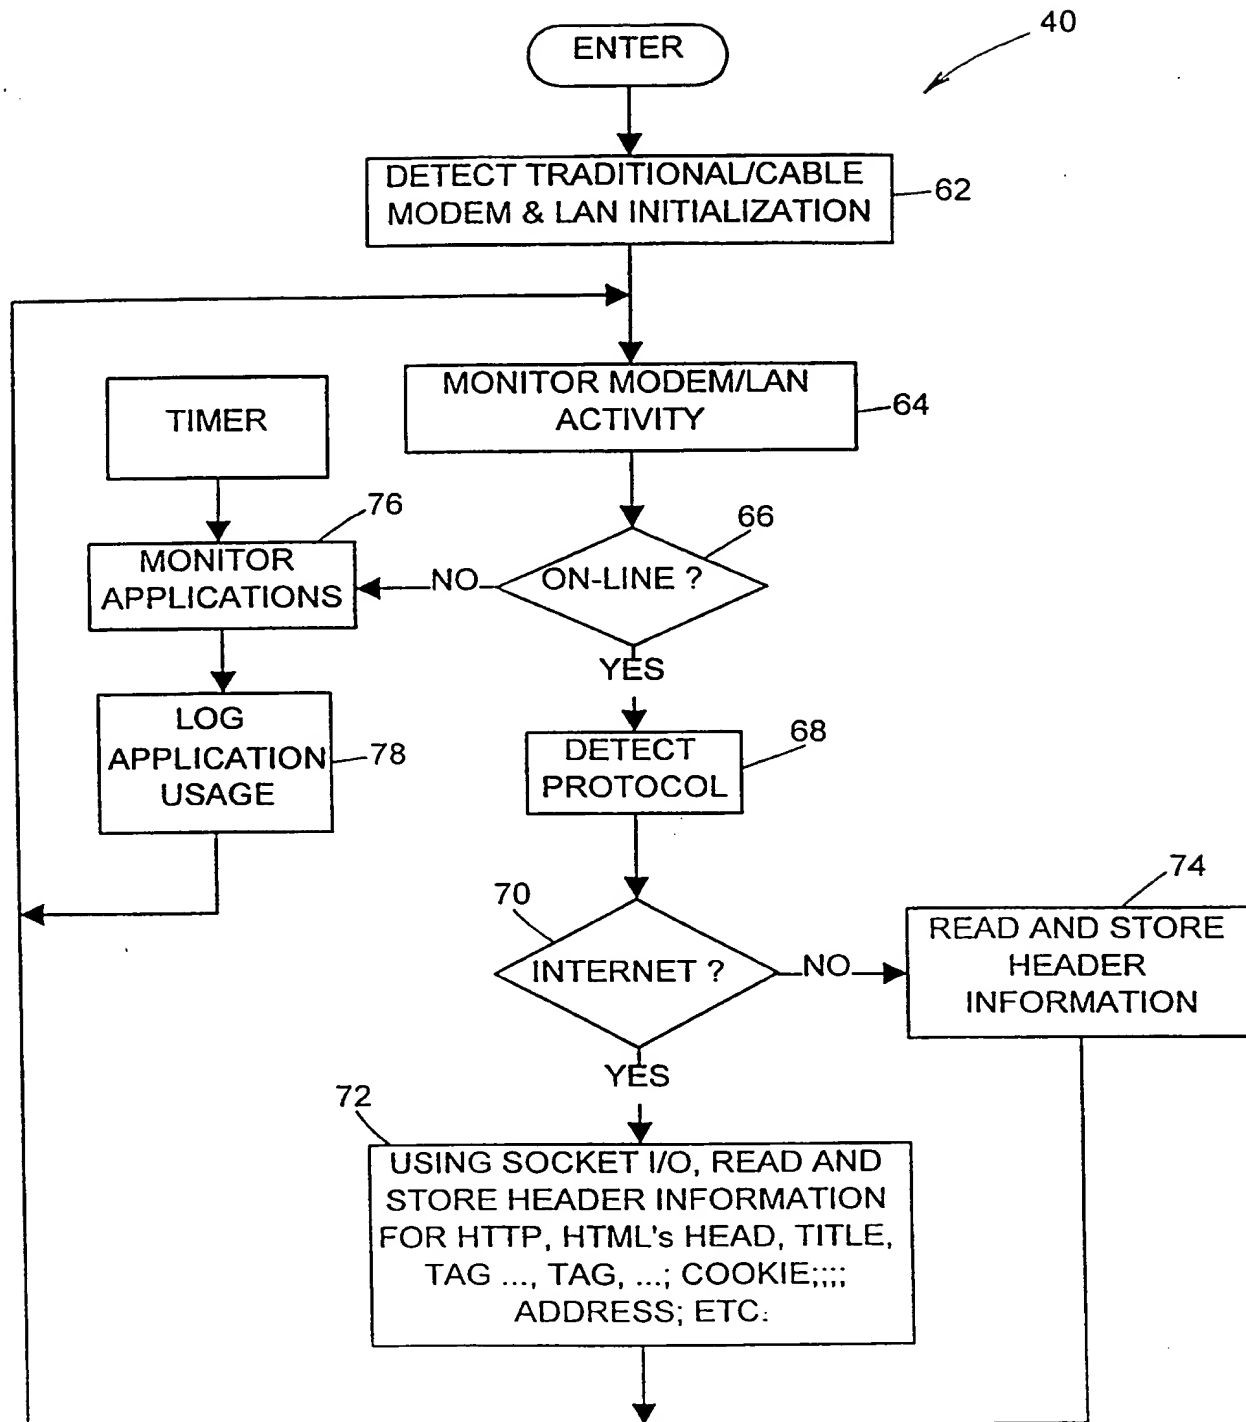 ENTER
40
DETECT TRADITIONAL/CABLE
MODEM & LAN INITIALIZATION
62
MONITOR MODEM/LAN
ACTIVITY
64
TIMER
76
MONITOR
APPLICATIONS
NO
ON-LINE ?
66
YES
LOG
APPLICATION
USAGE
78
DETECT
PROTOCOL
68
70
INTERNET ?
NO
74
READ AND STORE
HEADER
INFORMATION
YES
72
USING SOCKET I/O, READ AND
STORE HEADER INFORMATION
FOR HTTP, HTML's HEAD, TITLE,
TAG ..., TAG, ...; COOKIE;;;;
ADDRESS; ETC.